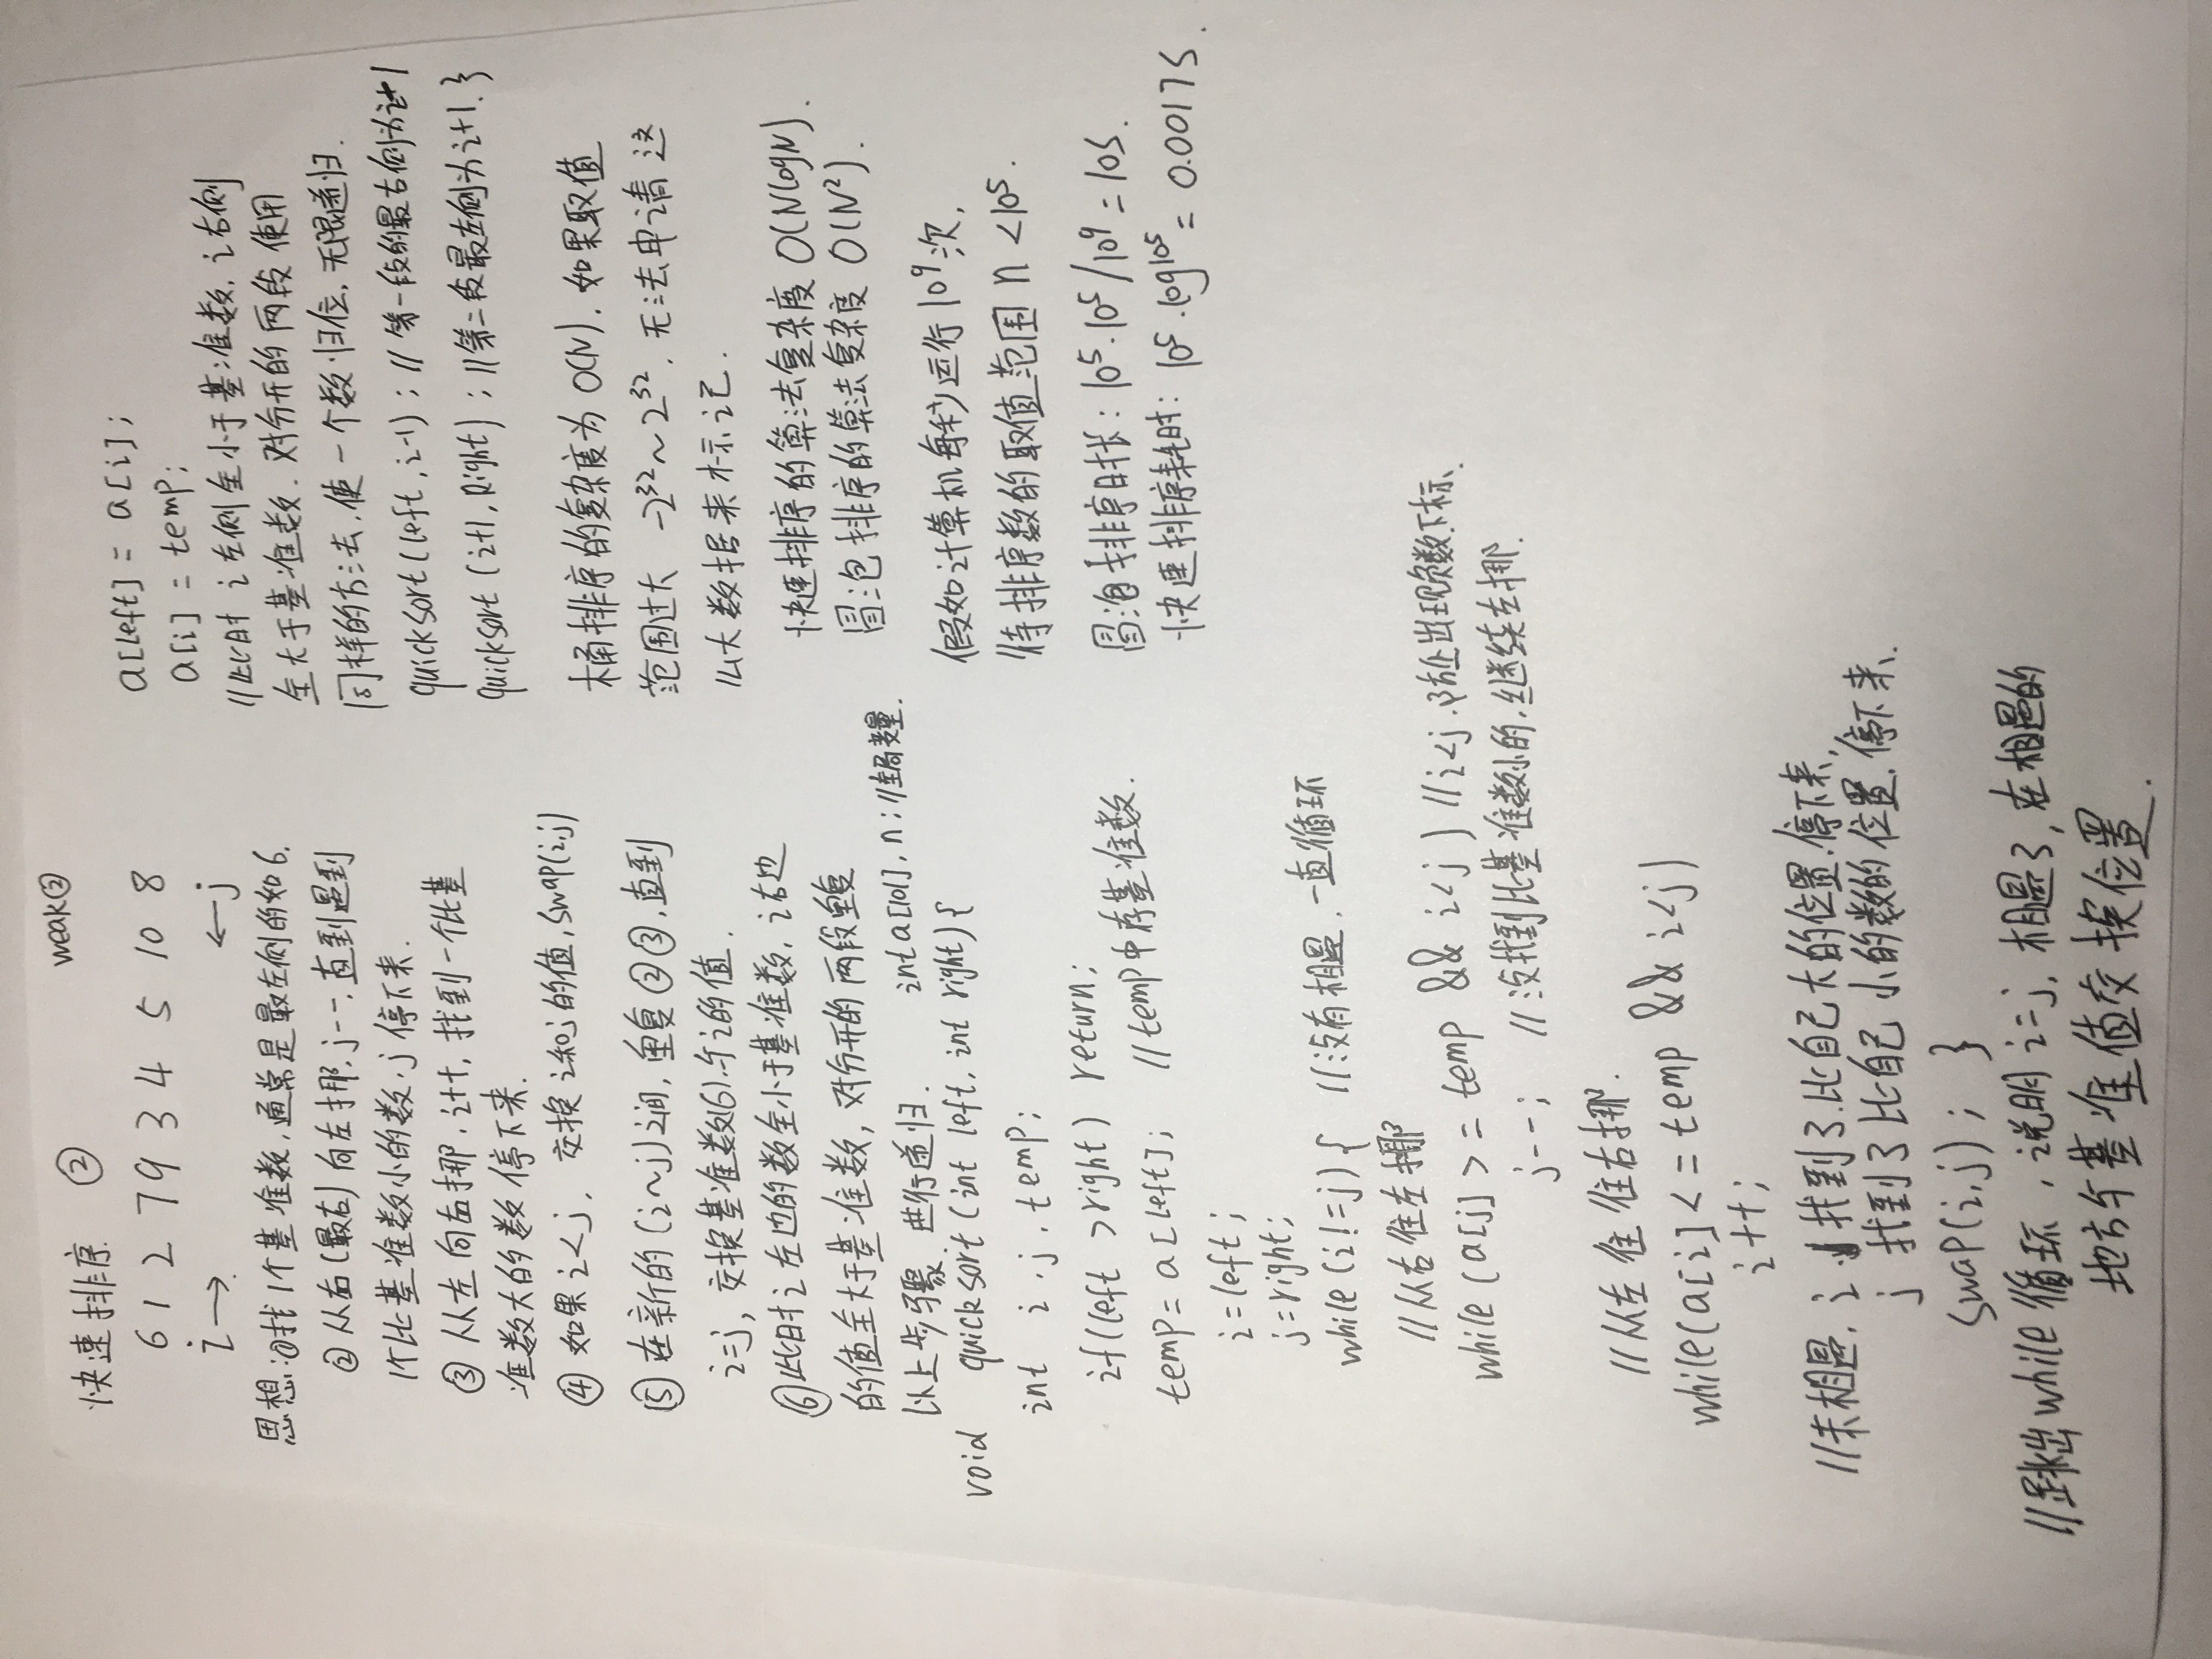 快速排序 ② weak②
6 1 2 7 9 3 4 5 10 8
i→ ←j
思想:①找1个基准数,通常是最左侧的如6.
② 从右(最右)向左挪,j--,直到遇到
1个比基准数小的数,j停下来.
③ 从左向右挪,i++,找到一个比基
准数大的数停下来.
④ 如果i<j,交换i和j的值,swap(i,j)
⑤ 在新的(i~j)之间,重复②③,直到
i=j,交换基准数(6)与i的值.
⑥此时i左边的数全小于基准数,i右边
的值全大于基准数,对分开的两段重复
以上步骤,进行递归. int a[101],n;//全局变量.
void quicksort(int left,int right){
int i,j,temp;
if(left >right) return;
temp= a[left]; //temp中存基准数.
i=left;
j=right;
while(i!=j){ //没有相遇,一直循环
//从右往左挪
while(a[j]>= temp && i<j) //i<j,防止出现负数下标、
j--; //没找到比基准数小的,继续左挪.
//从左往往右挪.
while(a[i]<=temp && i<j)
i++;
//未相遇,i 找到了比自己大的位置,停下来,
j 找到了比自己小的数的位置,停下来.
swap(i,j); }
//跳出while循环,说明i=j,相遇了,在相遇的
地方与基准值交换位置.
a[left]= a[i];
a[i]= temp;
//此时i左侧全小于基准数,i右侧
全大于基准数.对分开的两段使用
同样的方法,使一个数归位,无限递归.
quicksort(left,i-1); //第一段的最右侧为i-1
quicksort(i+1,Right); //第二段最左侧为i+1.}
桶排序的复杂度为O(N).如果取值
范围过大 -2³²~2³²,无法申请这
么大数据来标记.
快速排序的算法复杂度 O(NlogN).
冒泡排序的算法复杂度 O(N²).
假如计算机每秒运行10⁹次,
待排序数的取值范围 n<10⁵.
冒泡排序时长:10⁵·10⁵/10⁹=10s.
快速排序耗时:10⁵·log10⁵= 0.0017s.